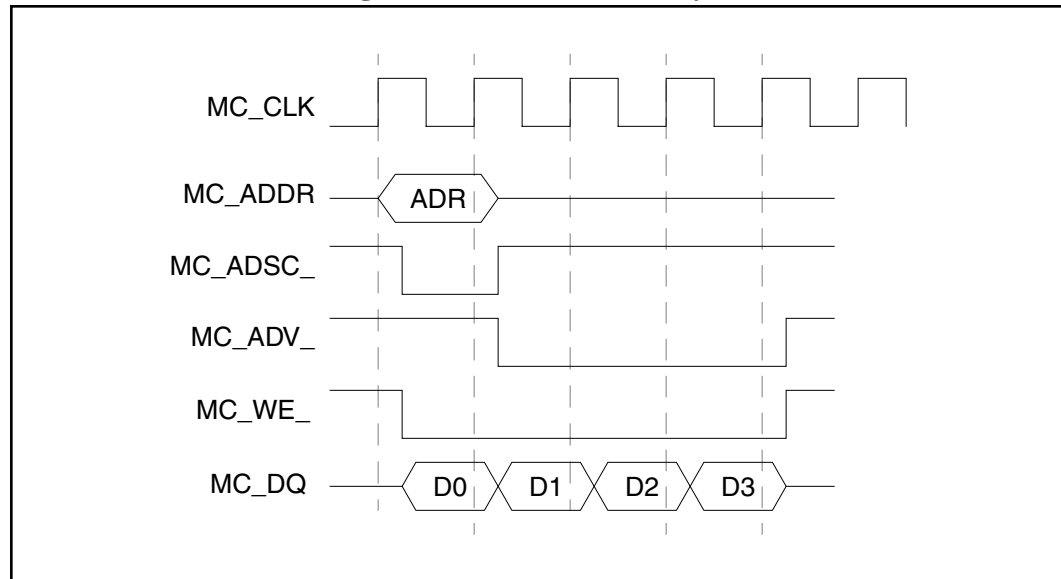 MC_CLK
MC_ADDR ADR
MC_ADSC_
MC_ADV_
MC_WE_
MC_DQ D0 D1 D2 D3